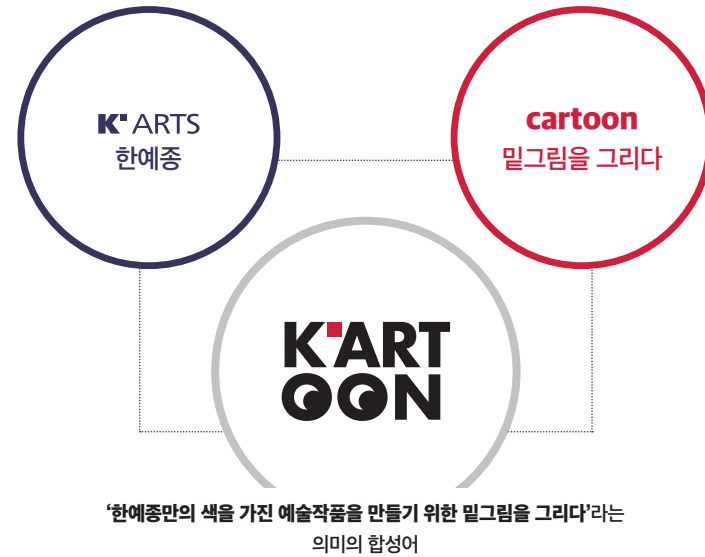 K'ARTS
한예종
cartoon
밑그림을 그리다
K'ART
OON
‘한예종만의 색을 가진 예술작품을 만들기 위한 밑그림을 그리다’라는
의미의 합성어